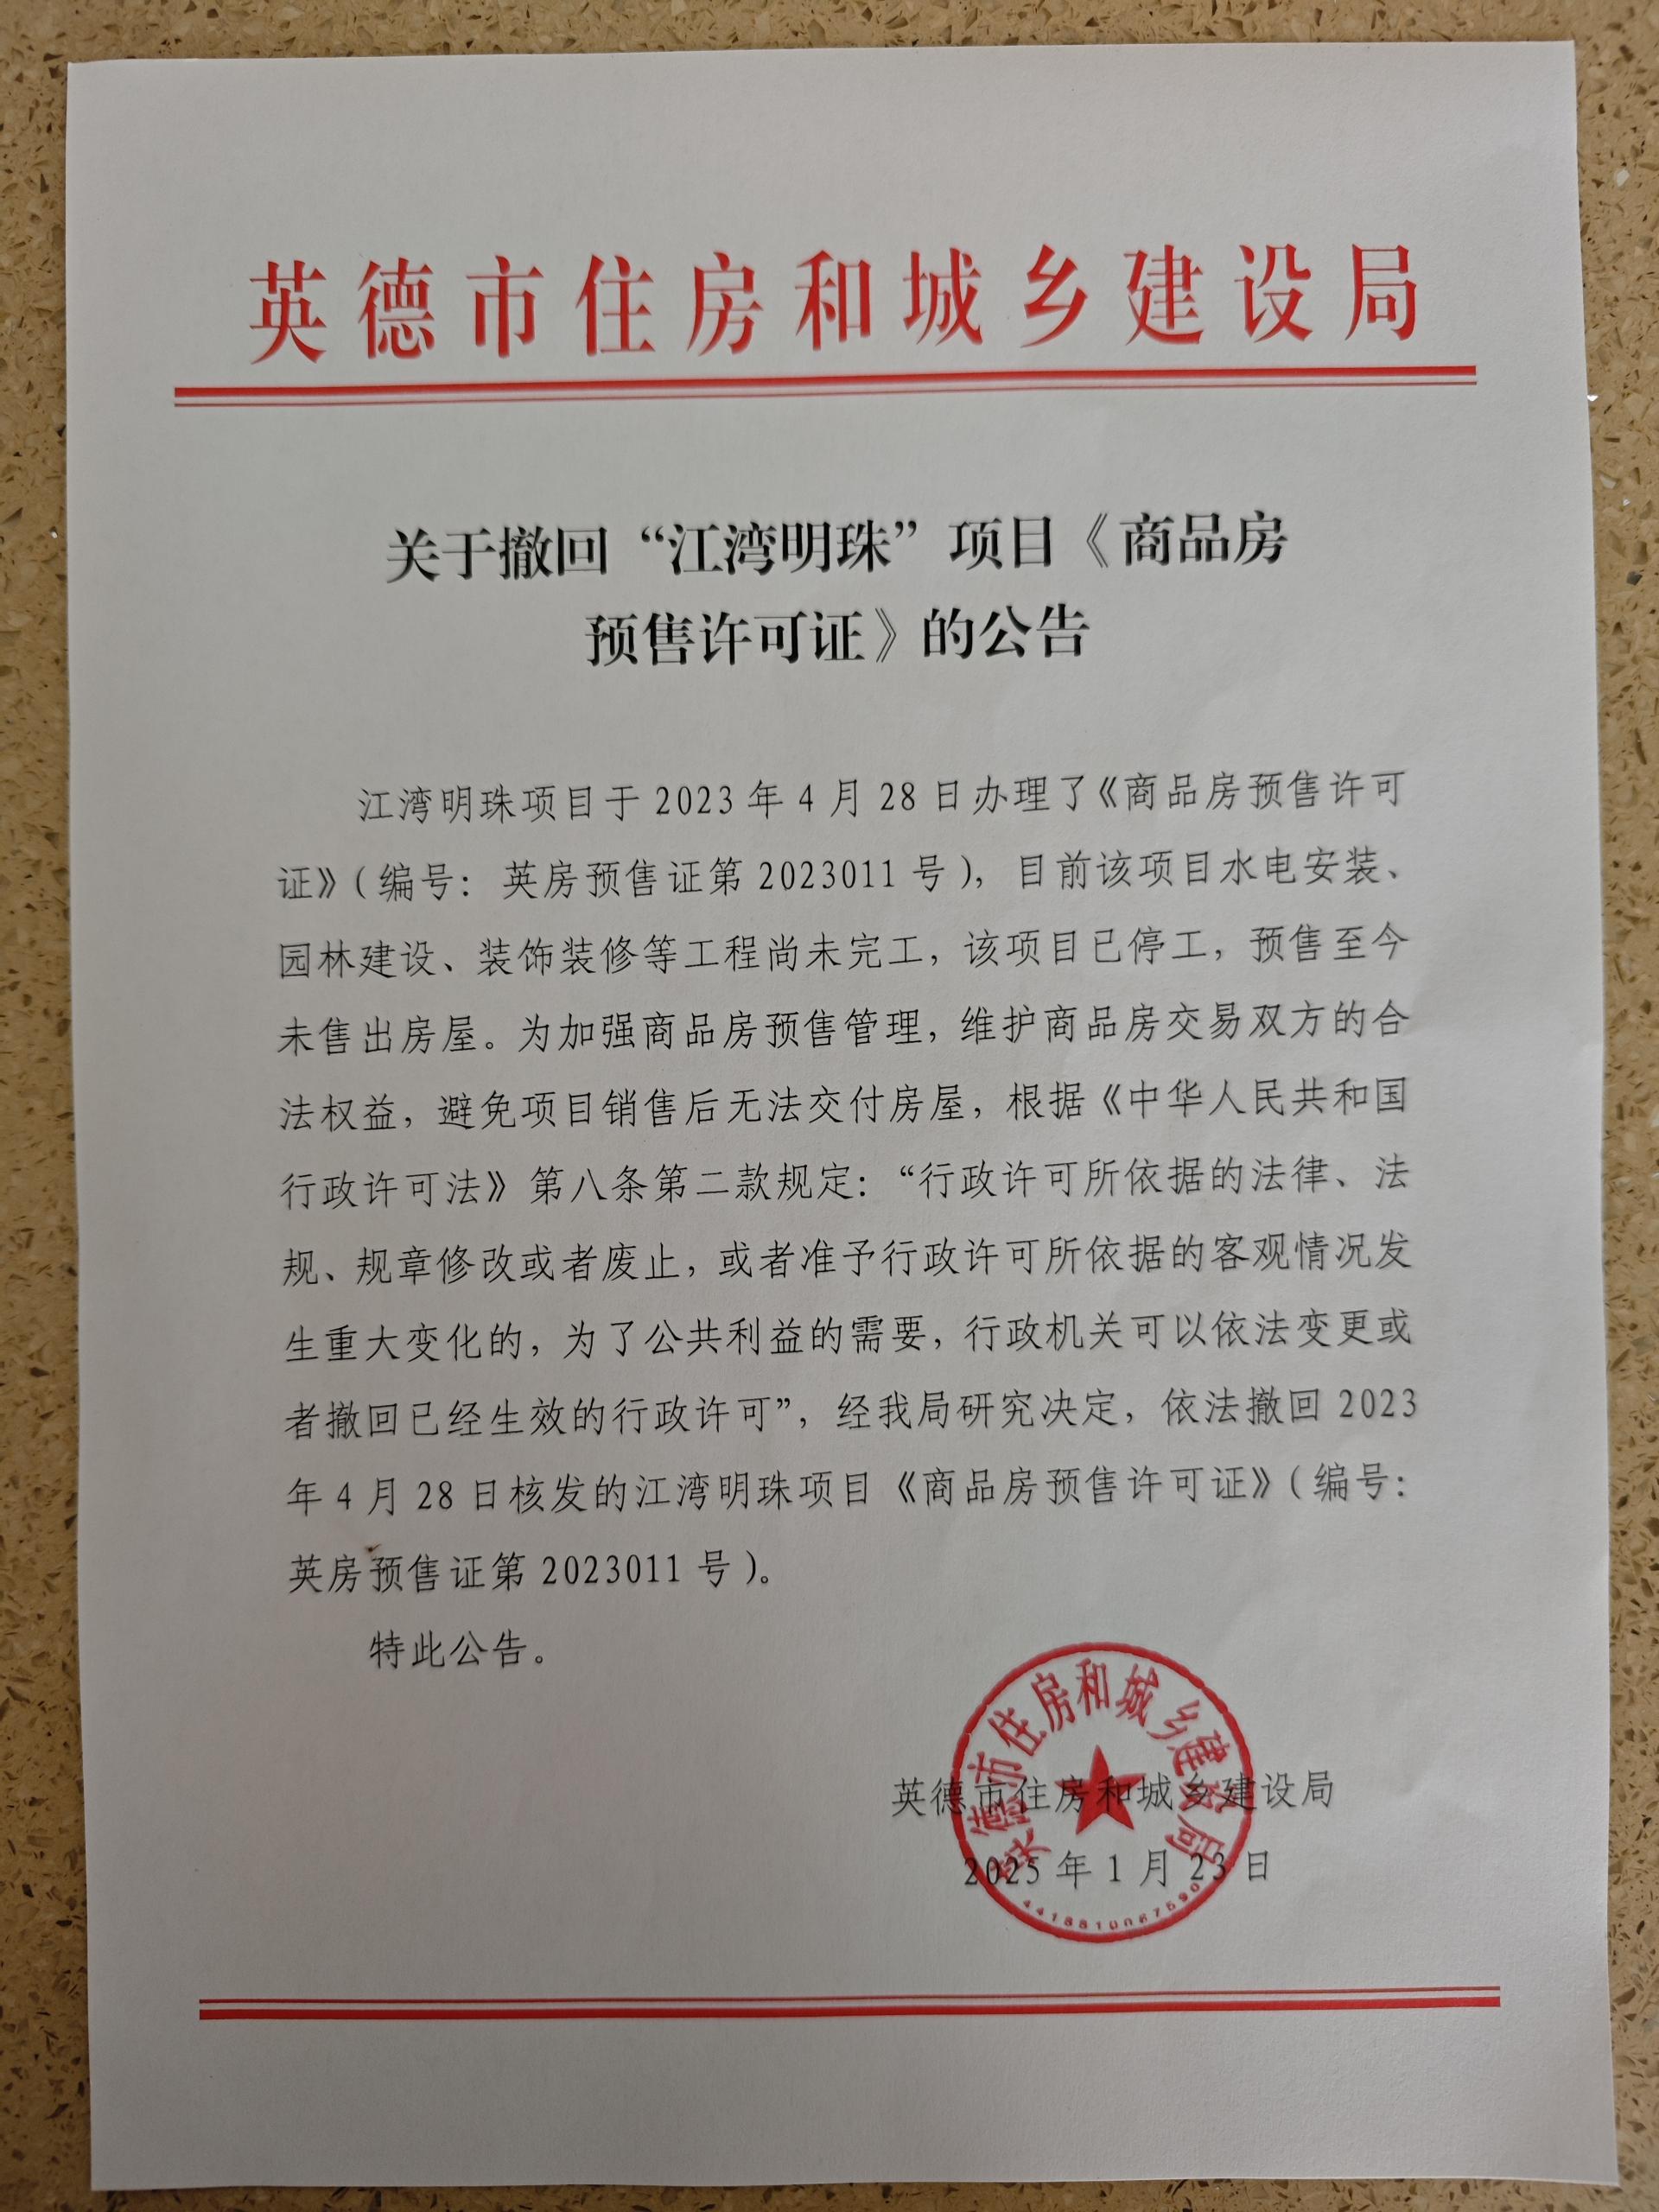 英德市住房和城乡建设局
关于撤回“江湾明珠”项目《商品房
预售许可证》的公告
江湾明珠项目于2023年4月28日办理了《商品房预售许可
证》（编号：英房预售证第2023011号），目前该项目水电安装、
园林建设、装饰装修等工程尚未完工，该项目已停工，预售至今
未售出房屋。为加强商品房预售管理，维护商品房交易双方的合
法权益，避免项目销售后无法交付房屋，根据《中华人民共和国
行政许可法》第八条第二款规定：“行政许可所依据的法律、法
规、规章修改或者废止，或者准予行政许可所依据的客观情况发
生重大变化的，为了公共利益的需要，行政机关可以依法变更或
者撤回已经生效的行政许可”，经我局研究决定，依法撤回2023
年4月28日核发的江湾明珠项目《商品房预售许可证》（编号：
英房预售证第2023011号）。
特此公告。
英德市住房和城乡建设局
2025年1月23日
英德市住房和城乡建设局
4418810067590